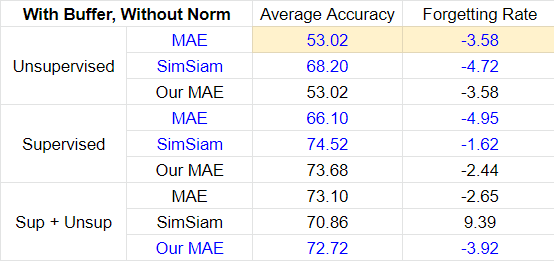 With Buffer, Without Norm Average Accuracy Forgetting Rate
Unsupervised MAE 53.02 -3.58
SimSiam 68.20 -4.72
Our MAE 53.02 -3.58
Supervised MAE 66.10 -4.95
SimSiam 74.52 -1.62
Our MAE 73.68 -2.44
Sup + Unsup MAE 73.10 -2.65
SimSiam 70.86 9.39
Our MAE 72.72 -3.92